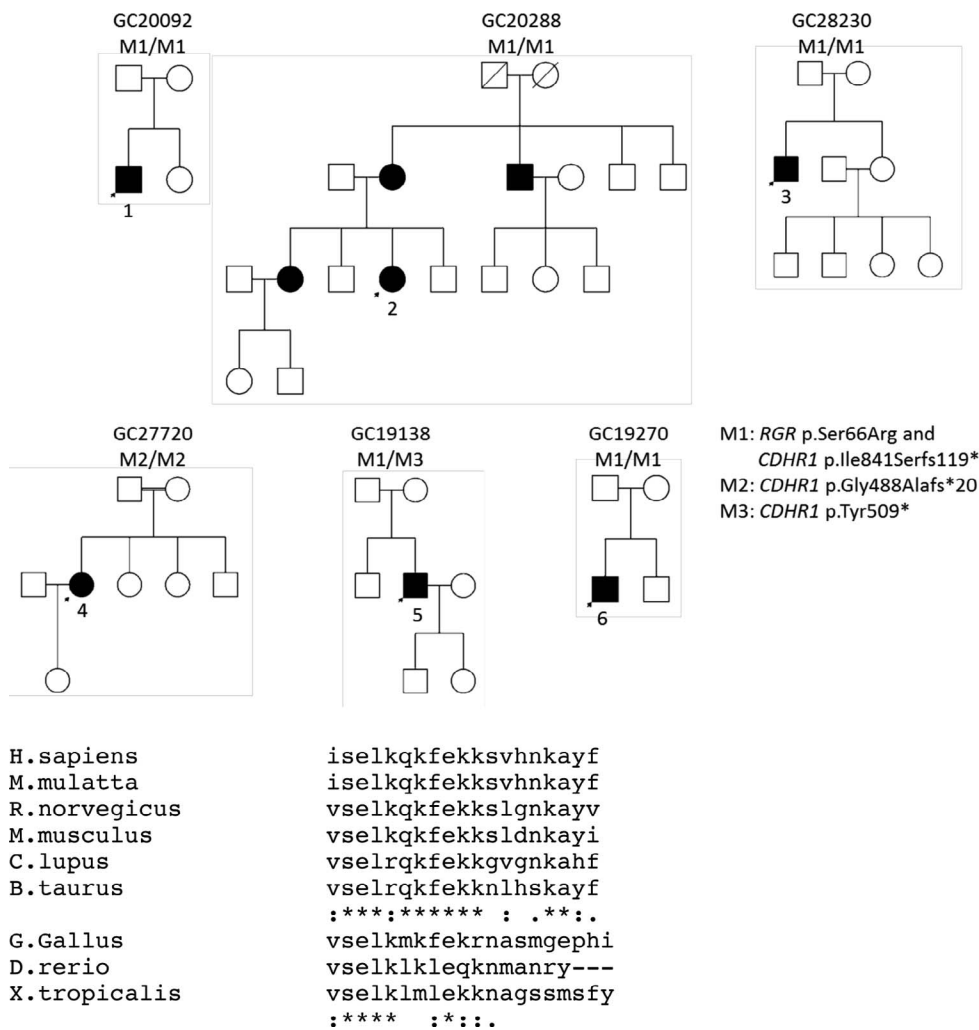 GC20092
M1/M1
GC20288
M1/M1
GC28230
M1/M1
1
2
3
GC27720
M2/M2
GC19138
M1/M3
GC19270
M1/M1
M1: RGR p.Ser66Arg and
CDHR1 p.Ile841Serfs119*
M2: CDHR1 p.Gly488Alafs*20
M3: CDHR1 p.Tyr509*
4
5
6
H.sapiens iselkqkfekksvhnkayf
M.mulatta iselkqkfekksvhnkayf
R.norvegicus vselkqkfekkslgnkayv
M.musculus vselkqkfekksldnkayi
C.lupus vselrqkfekkgvgnkahf
B.taurus vselrqkfekknlhskayf
:***:****** : .**:.
G.Gallus vselkmkfekrnasmgephi
D.rerio vselklkleqknmanry---
X.tropicalis vselklmlekknagssmsfy
:**** :*::.